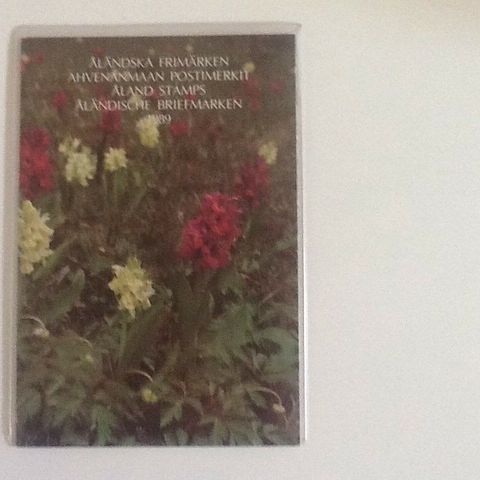 ÅLÄNDSKA FRIMÄRKEN
AHVENANMAAN POSTIMERKIT
ÅLAND STAMPS
ÅLÄNDISCHE BRIEFMARKEN
1989